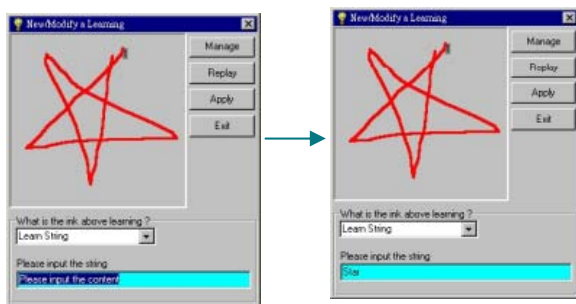 New/Modify a Learning
Manage
Replay
Apply
Exit
What is the ink above learning ?
Learn String
Please input the string
Please input the content
New/Modify a Learning
Manage
Replay
Apply
Exit
What is the ink above learning ?
Learn String
Please input the string
Star